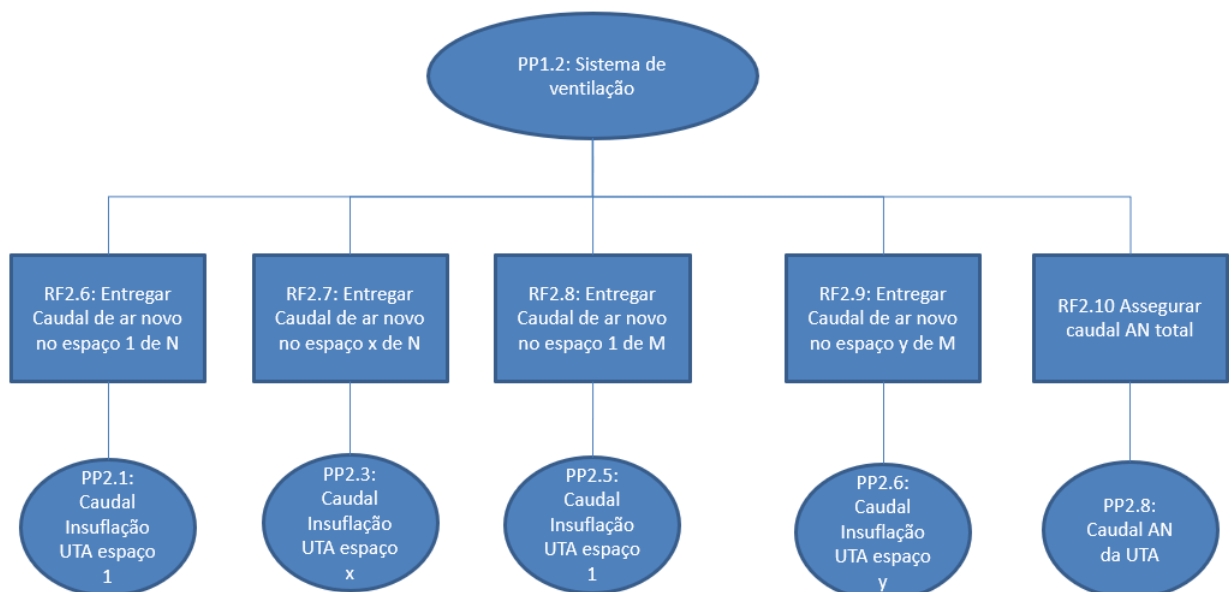 PP1.2: Sistema de
ventilação
RF2.6: Entregar
Caudal de ar novo
no espaço 1 de N
RF2.7: Entregar
Caudal de ar novo
no espaço x de N
RF2.8: Entregar
Caudal de ar novo
no espaço 1 de M
RF2.9: Entregar
Caudal de ar novo
no espaço y de M
RF2.10 Assegurar
caudal AN total
PP2.1:
Caudal
Insuflação
UTA espaço
1
PP2.3:
Caudal
Insuflação
UTA espaço
x
PP2.5:
Caudal
Insuflação
UTA espaço
1
PP2.6:
Caudal
Insuflação
UTA espaço
y
PP2.8:
Caudal AN
da UTA